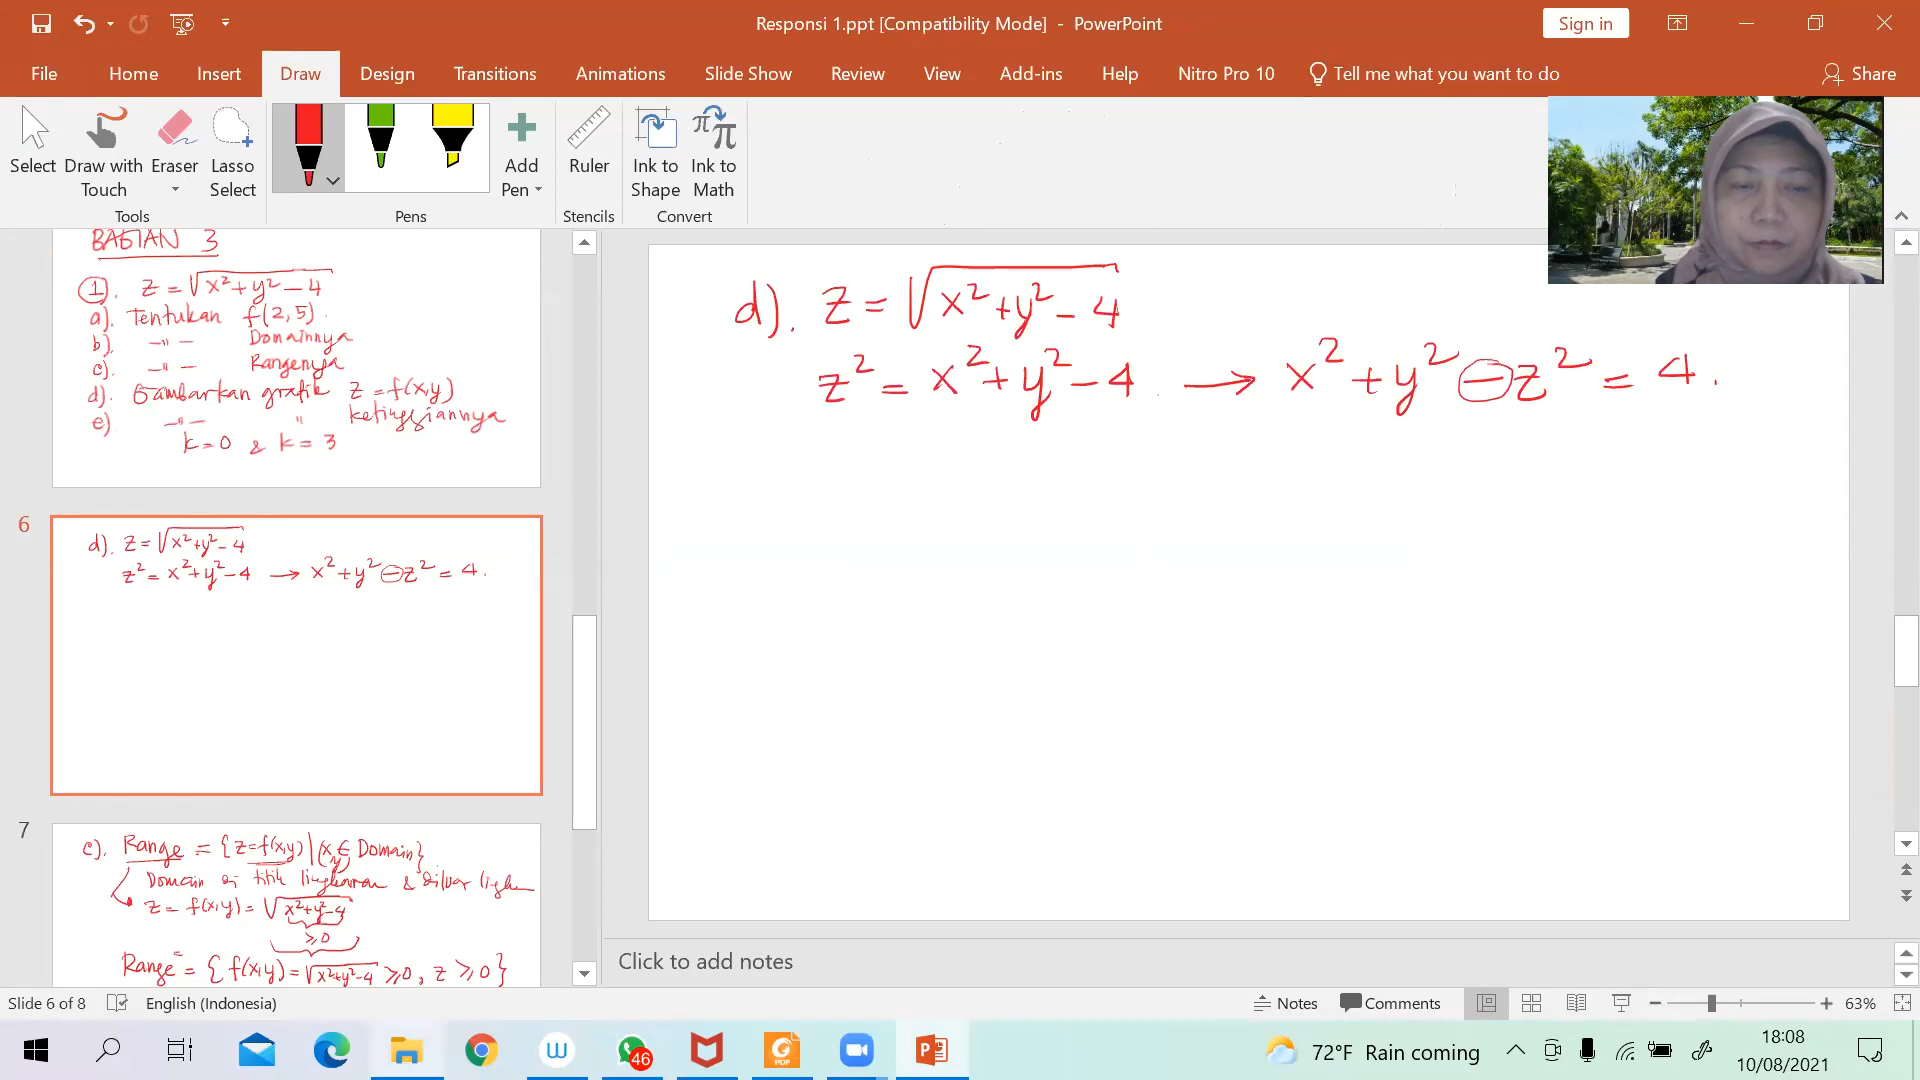 Responsi 1.ppt [Compatibility Mode] - PowerPoint
Sign in
File Home Insert Draw Design Transitions Animations Slide Show Review View Add-ins Help Nitro Pro 10 Tell me what you want to do Share
Select
Draw with Touch
Eraser
Lasso Select
Add Pen
Ruler
Ink to Shape
Ink to Math
Tools Pens Stencils Convert
BAGIAN 3
1). z = √x²+y²-4
a). Tentukan f(2,5).
b). -"- Domainnya
c). -"- Rangenya
d). Gambarkan grafik z = f(x,y)
e) -"- " ketinggiannya
k=0 & k=3
6
d). z = √x²+y²-4
z² = x²+y²-4 → x²+y²-z² = 4.
7
c). Range = {z=f(x,y) | (x,y) ∈ Domain}
Domain di titik lingkaran & diluar
z = f(x,y) = √x²+y²-4
≥0
Range = {f(x,y) = √x²+y²-4 ≥0, z ≥0}
d). z = √x²+y²-4
z² = x²+y²-4 → x²+y²-z² = 4.
Click to add notes
Slide 6 of 8 English (Indonesia) Notes Comments 63%
46
PDF
72°F Rain coming
18:08
10/08/2021